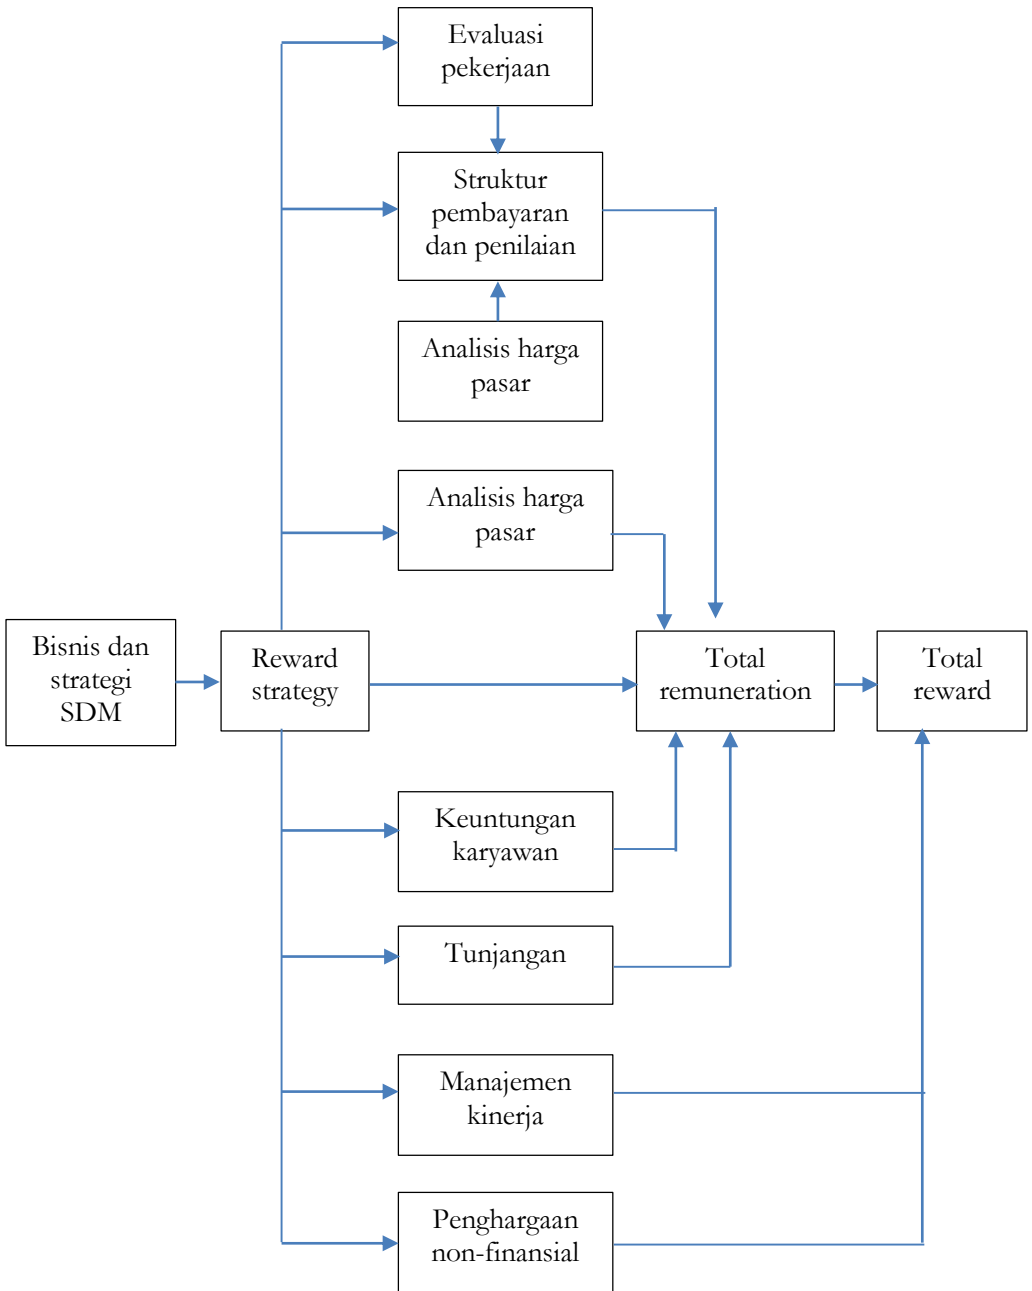 Evaluasi
pekerjaan
Struktur
pembayaran
dan penilaian
Analisis harga
pasar
Analisis harga
pasar
Bisnis dan
strategi
SDM
Reward
strategy
Total
remuneration
Total
reward
Keuntungan
karyawan
Tunjangan
Manajemen
kinerja
Penghargaan
non-finansial